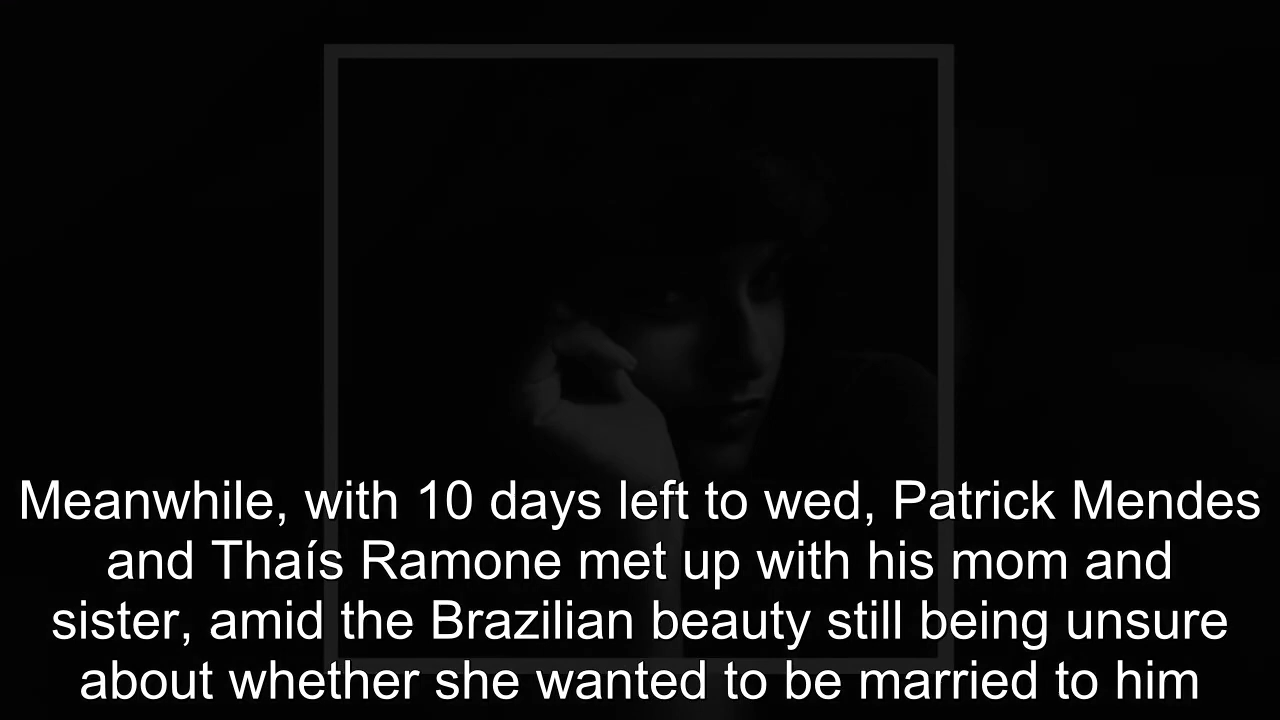 Meanwhile, with 10 days left to wed, Patrick Mendes
and Thaís Ramone met up with his mom and
sister, amid the Brazilian beauty still being unsure
about whether she wanted to be married to him